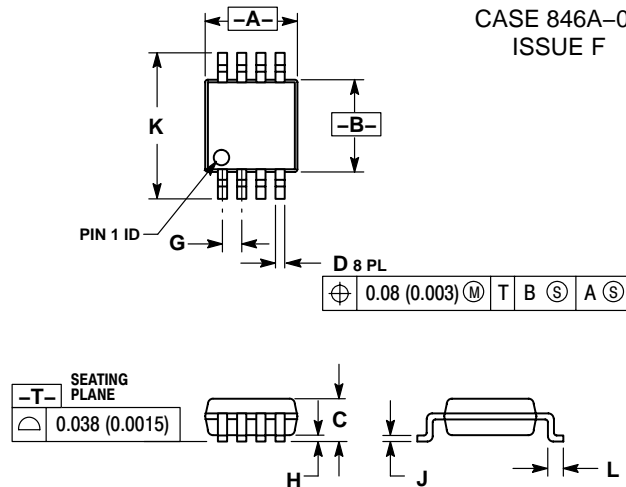 CASE 846A–0
ISSUE F
–A–
K
–B–
PIN 1 ID
G
D 8 PL
⌖ 0.08 (0.003) Ⓜ T B Ⓢ A Ⓢ
–T– SEATING PLANE
⌓ 0.038 (0.0015)
C
H
J
L